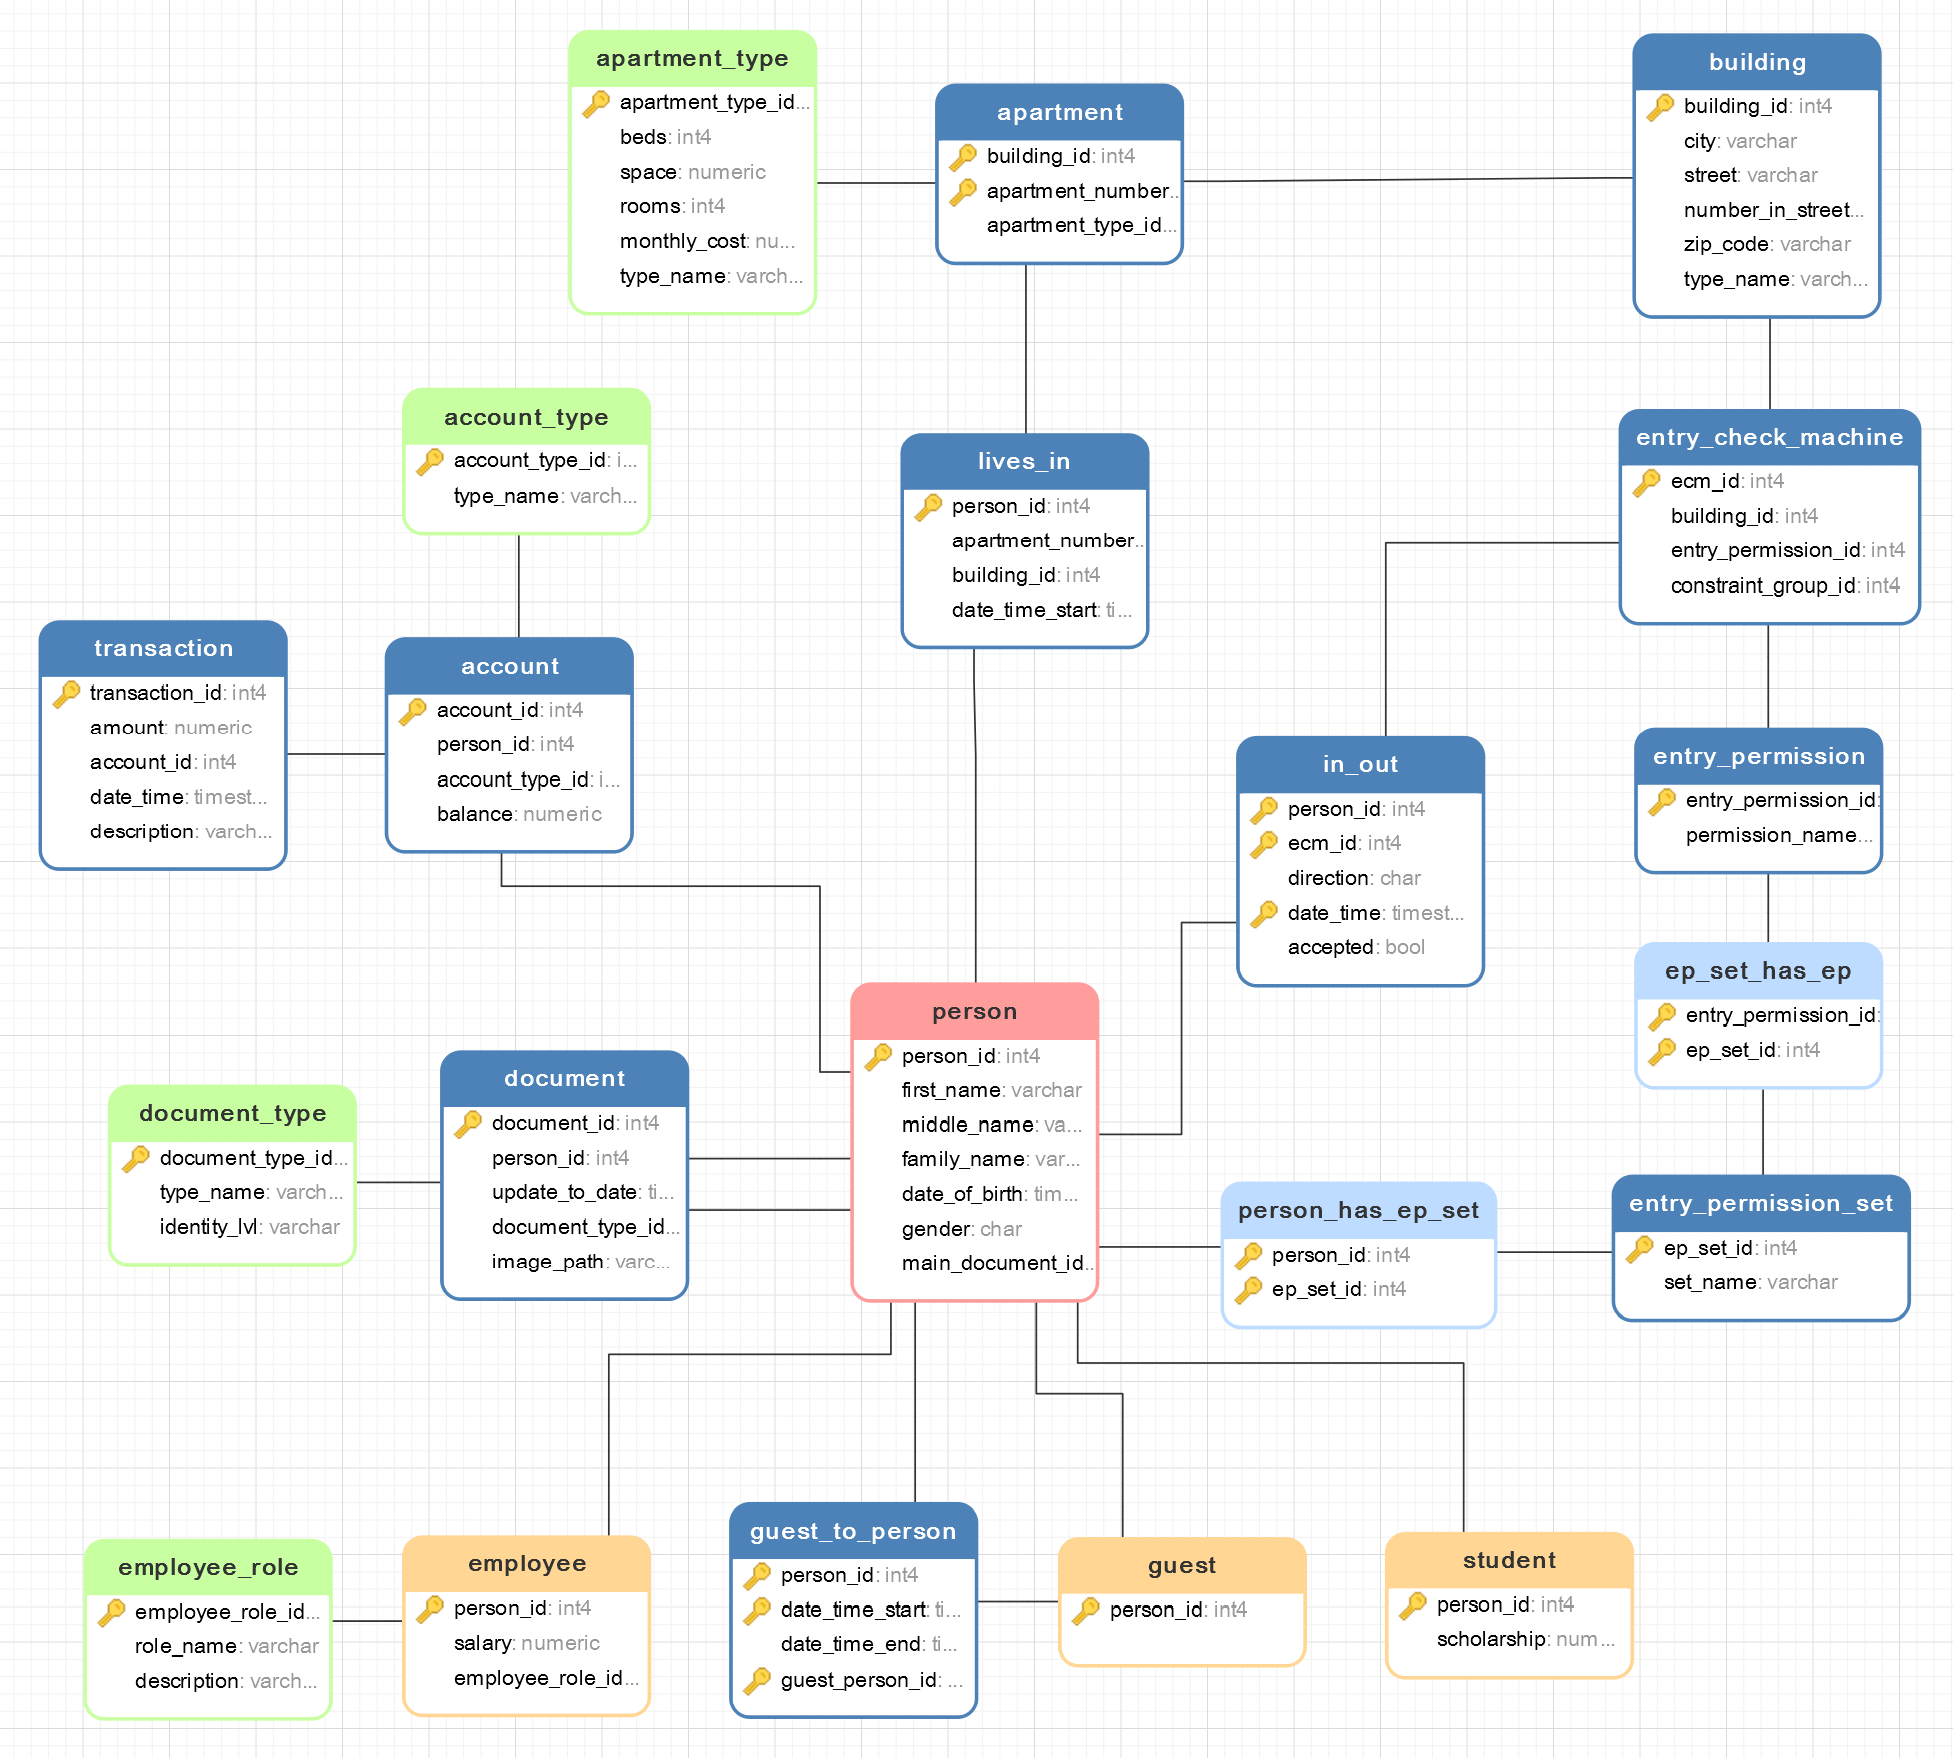 apartment_type
apartment_type_id...
beds: int4
space: numeric
rooms: int4
monthly_cost: nu...
type_name: varch...
apartment
building_id: int4
apartment_number..
apartment_type_id...
building
building_id: int4
city: varchar
street: varchar
number_in_street...
zip_code: varchar
type_name: varch...
account_type
account_type_id: i...
type_name: varch...
lives_in
person_id: int4
apartment_number..
building_id: int4
date_time_start: ti...
entry_check_machine
ecm_id: int4
building_id: int4
entry_permission_id: int4
constraint_group_id: int4
transaction
transaction_id: int4
amount: numeric
account_id: int4
date_time: timest...
description: varch...
account
account_id: int4
person_id: int4
account_type_id: i...
balance: numeric
in_out
person_id: int4
ecm_id: int4
direction: char
date_time: timest...
accepted: bool
entry_permission
entry_permission_id:
permission_name...
ep_set_has_ep
entry_permission_id:
ep_set_id: int4
person
person_id: int4
first_name: varchar
middle_name: va...
family_name: var...
date_of_birth: tim...
gender: char
main_document_id..
document
document_id: int4
person_id: int4
update_to_date: ti...
document_type_id...
image_path: varc...
document_type
document_type_id...
type_name: varch...
identity_lvl: varchar
person_has_ep_set
person_id: int4
ep_set_id: int4
entry_permission_set
ep_set_id: int4
set_name: varchar
employee_role
employee_role_id...
role_name: varchar
description: varch...
employee
person_id: int4
salary: numeric
employee_role_id...
guest_to_person
person_id: int4
date_time_start: ti...
date_time_end: ti...
guest_person_id: ...
guest
person_id: int4
student
person_id: int4
scholarship: num...